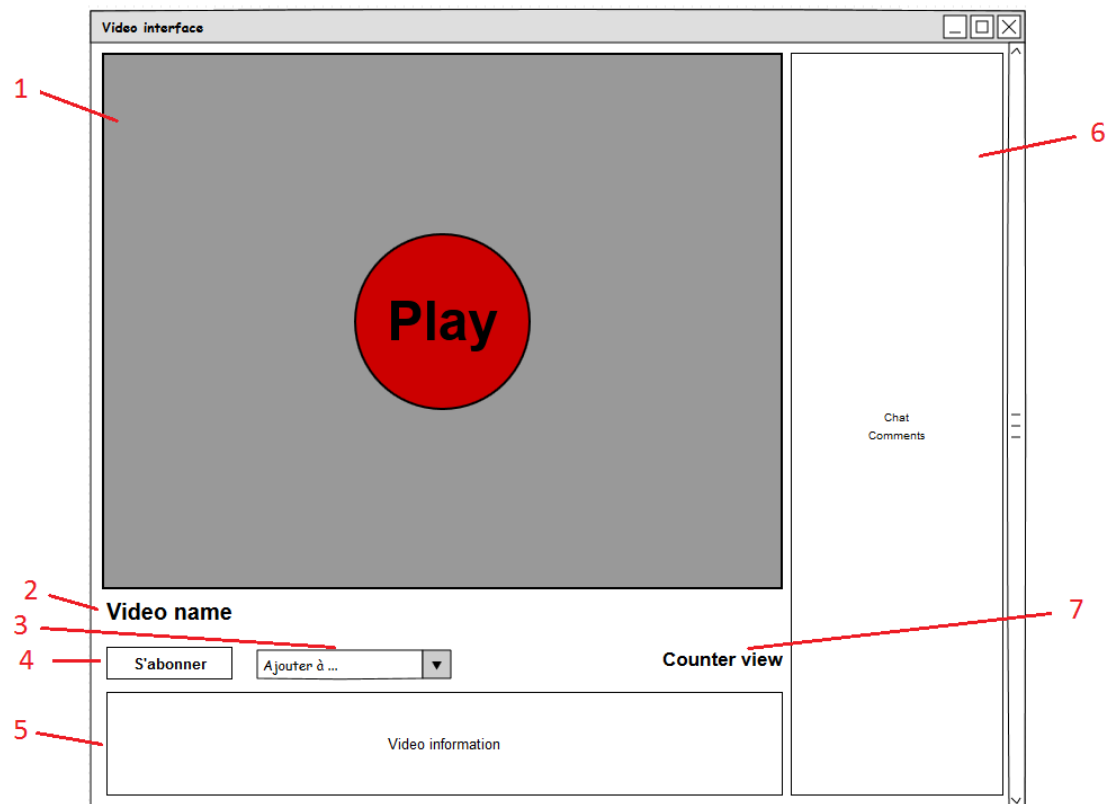 Video interface
1
Play
6
Chat
Comments
2
Video name
3
7
4
S'abonner
Ajouter à ...
Counter view
5
Video information